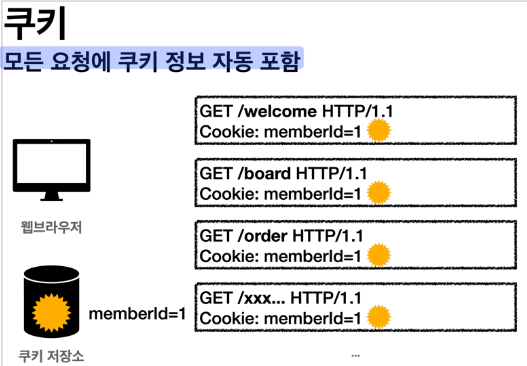 쿠키
모든 요청에 쿠키 정보 자동 포함
GET /welcome HTTP/1.1
Cookie: memberId=1
GET /board HTTP/1.1
Cookie: memberId=1
웹브라우저
GET /order HTTP/1.1
Cookie: memberId=1
GET /xxx... HTTP/1.1
Cookie: memberId=1
memberId=1
쿠키 저장소
...